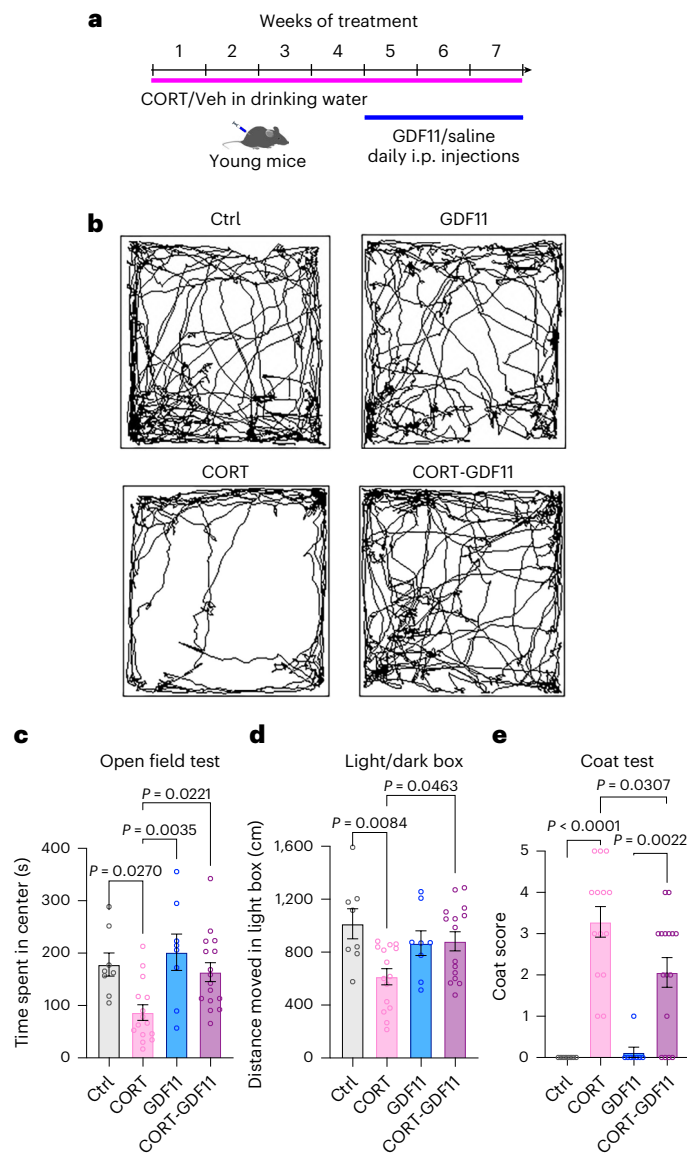 a
Weeks of treatment
1 2 3 4 5 6 7
CORT/Veh in drinking water
Young mice
GDF11/saline
daily i.p. injections
b
Ctrl GDF11
CORT CORT-GDF11
c
Open field test
P = 0.0221
P = 0.0035
P = 0.0270
Time spent in center (s)
400
300
200
100
0
Ctrl
CORT
GDF11
CORT-GDF11
d
Light/dark box
P = 0.0463
P = 0.0084
Distance moved in light box (cm)
1,600
1,200
800
400
0
Ctrl
CORT
GDF11
CORT-GDF11
e
Coat test
P = 0.0307
P < 0.0001
P = 0.0022
Coat score
5
4
3
2
1
0
Ctrl
CORT
GDF11
CORT-GDF11